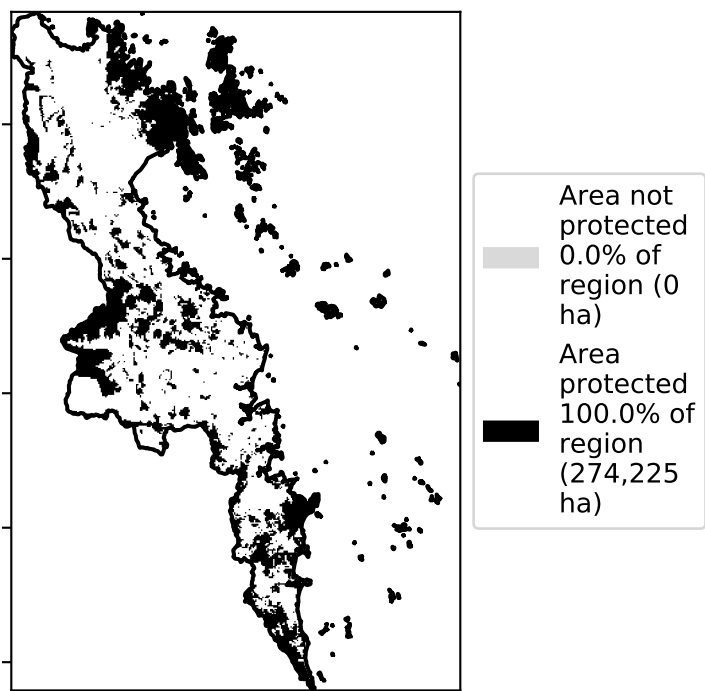 Area not
protected
0.0% of
region (0
ha)
Area
protected
100.0% of
region
(274,225
ha)